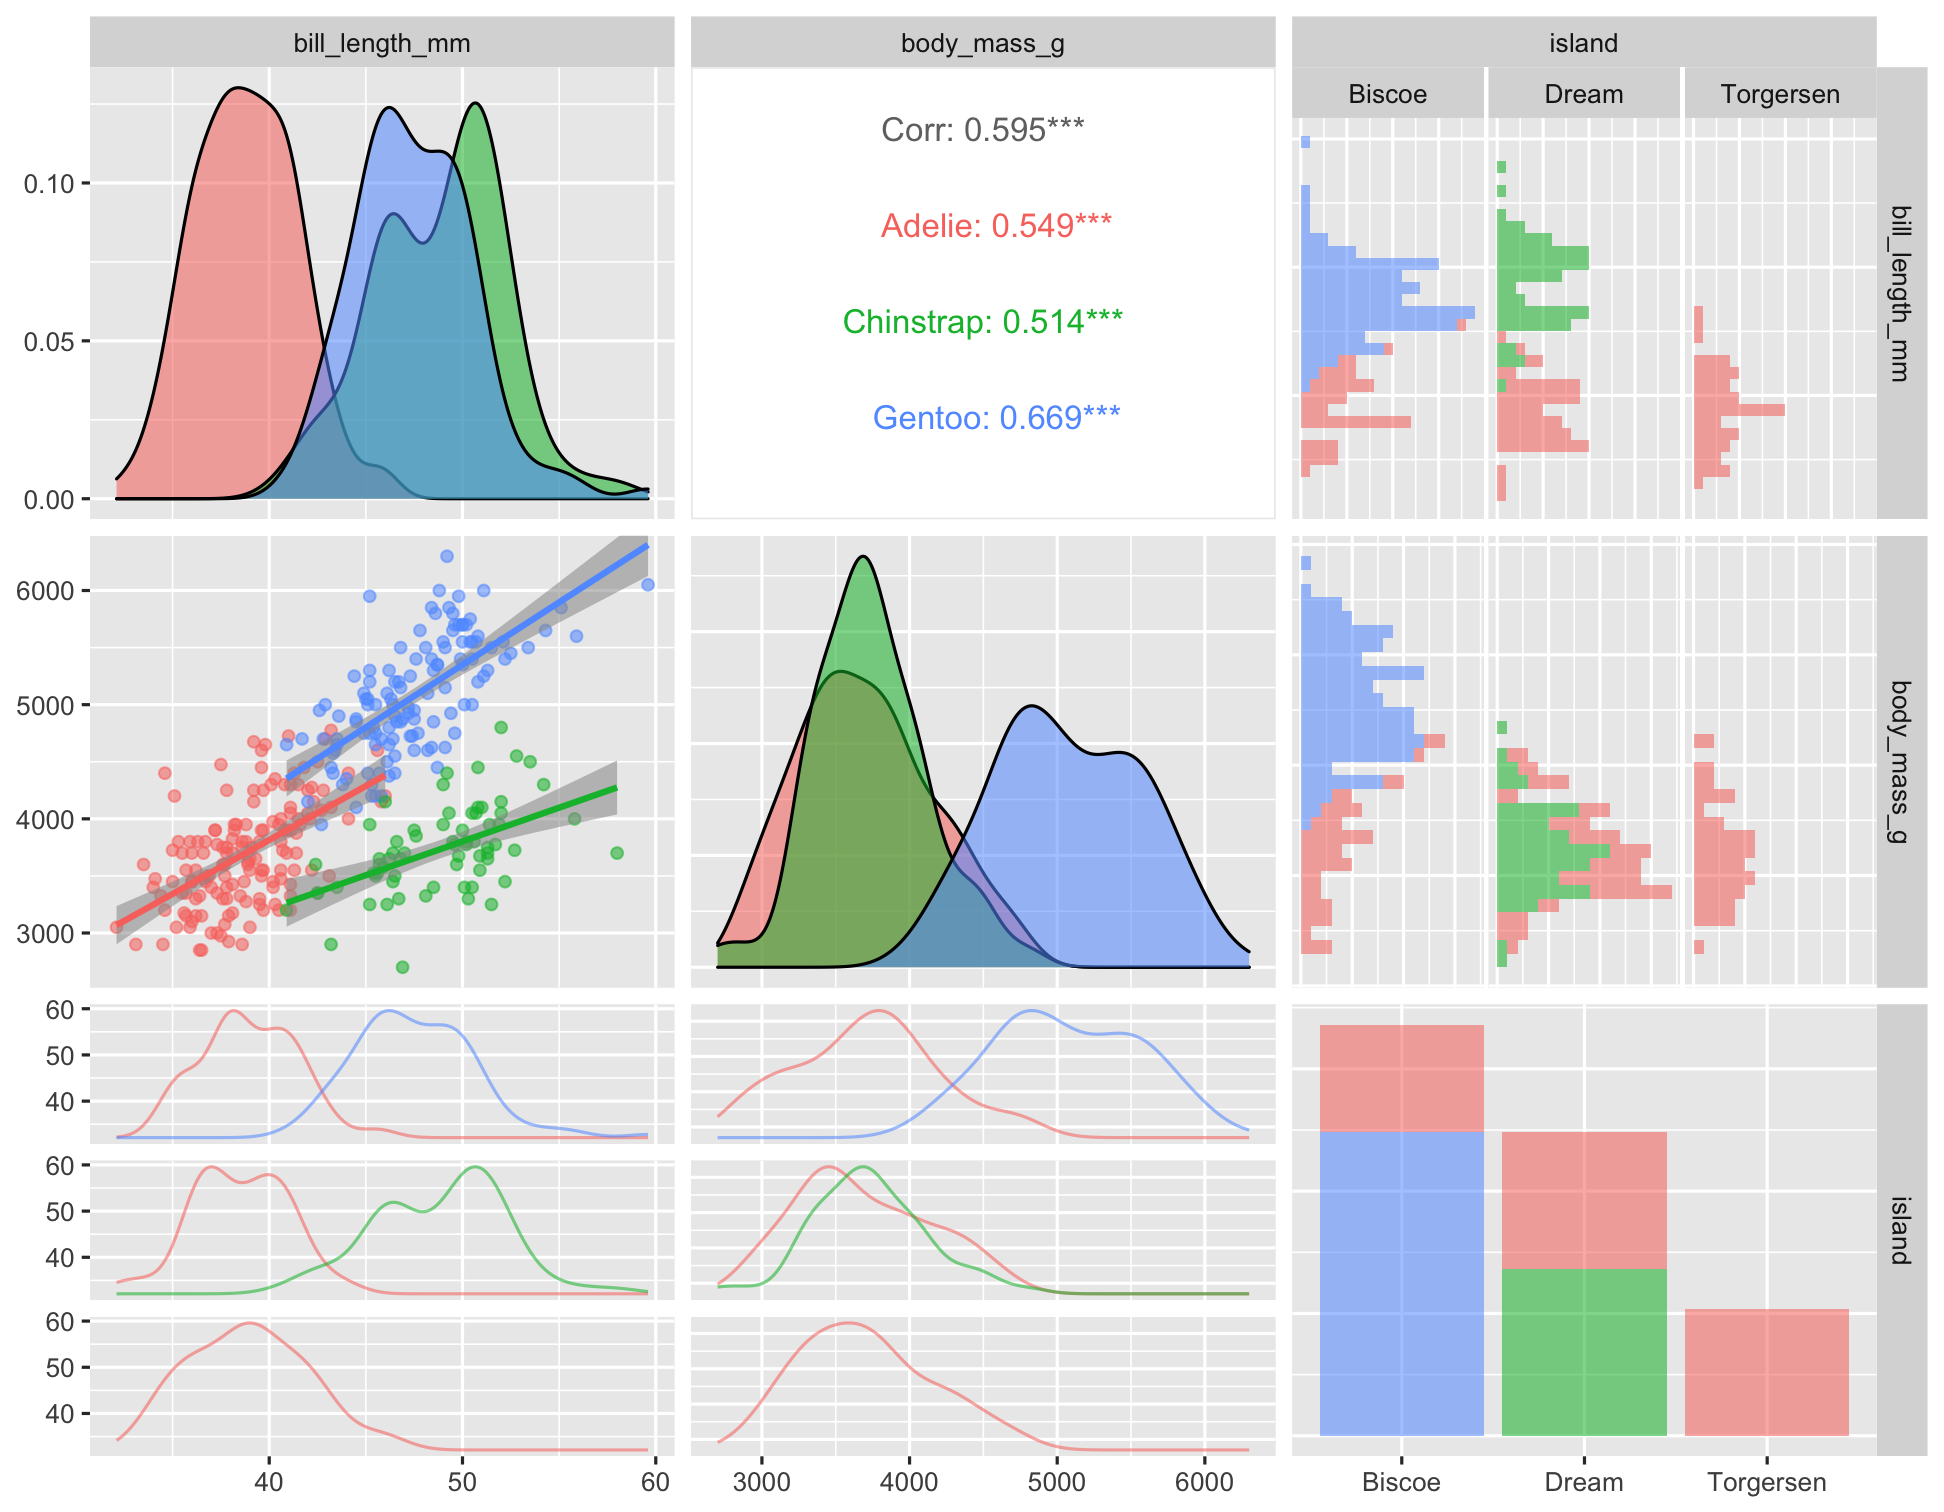 bill_length_mm
body_mass_g
island
Biscoe
Dream
Torgersen
0.10
0.05
0.00
Corr: 0.595***
Adelie: 0.549***
Chinstrap: 0.514***
Gentoo: 0.669***
bill_length_mm
6000
5000
4000
3000
body_mass_g
60
50
40
60
50
40
60
50
40
island
40
50
60
3000
4000
5000
6000
Biscoe
Dream
Torgersen